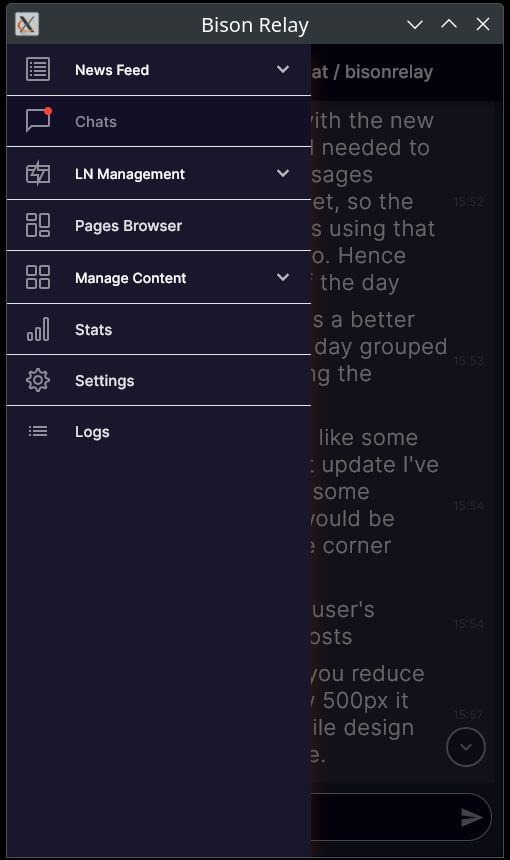 Bison Relay
News Feed
Chats
LN Management
Pages Browser
Manage Content
Stats
Settings
Logs
/ bisonrelay
with the new
needed to
et, so the
15:52
s using that
o. Hence
the day
s a better
day grouped
15:53
ng the
like some
update I've
some
15:54
would be
corner
user's
15:54
osts
you reduce
500px it
15:57
design